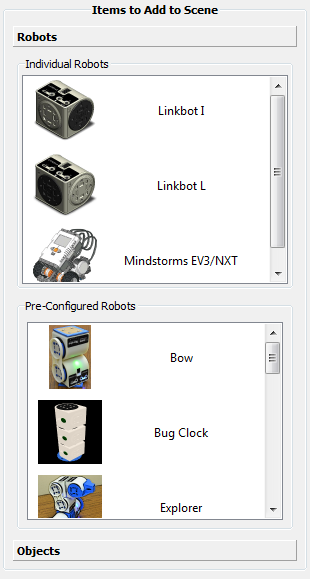 Items to Add to Scene
Robots
Individual Robots
Linkbot I
Linkbot L
Mindstorms EV3/NXT
Pre-Configured Robots
Bow
Bug Clock
Explorer
Objects